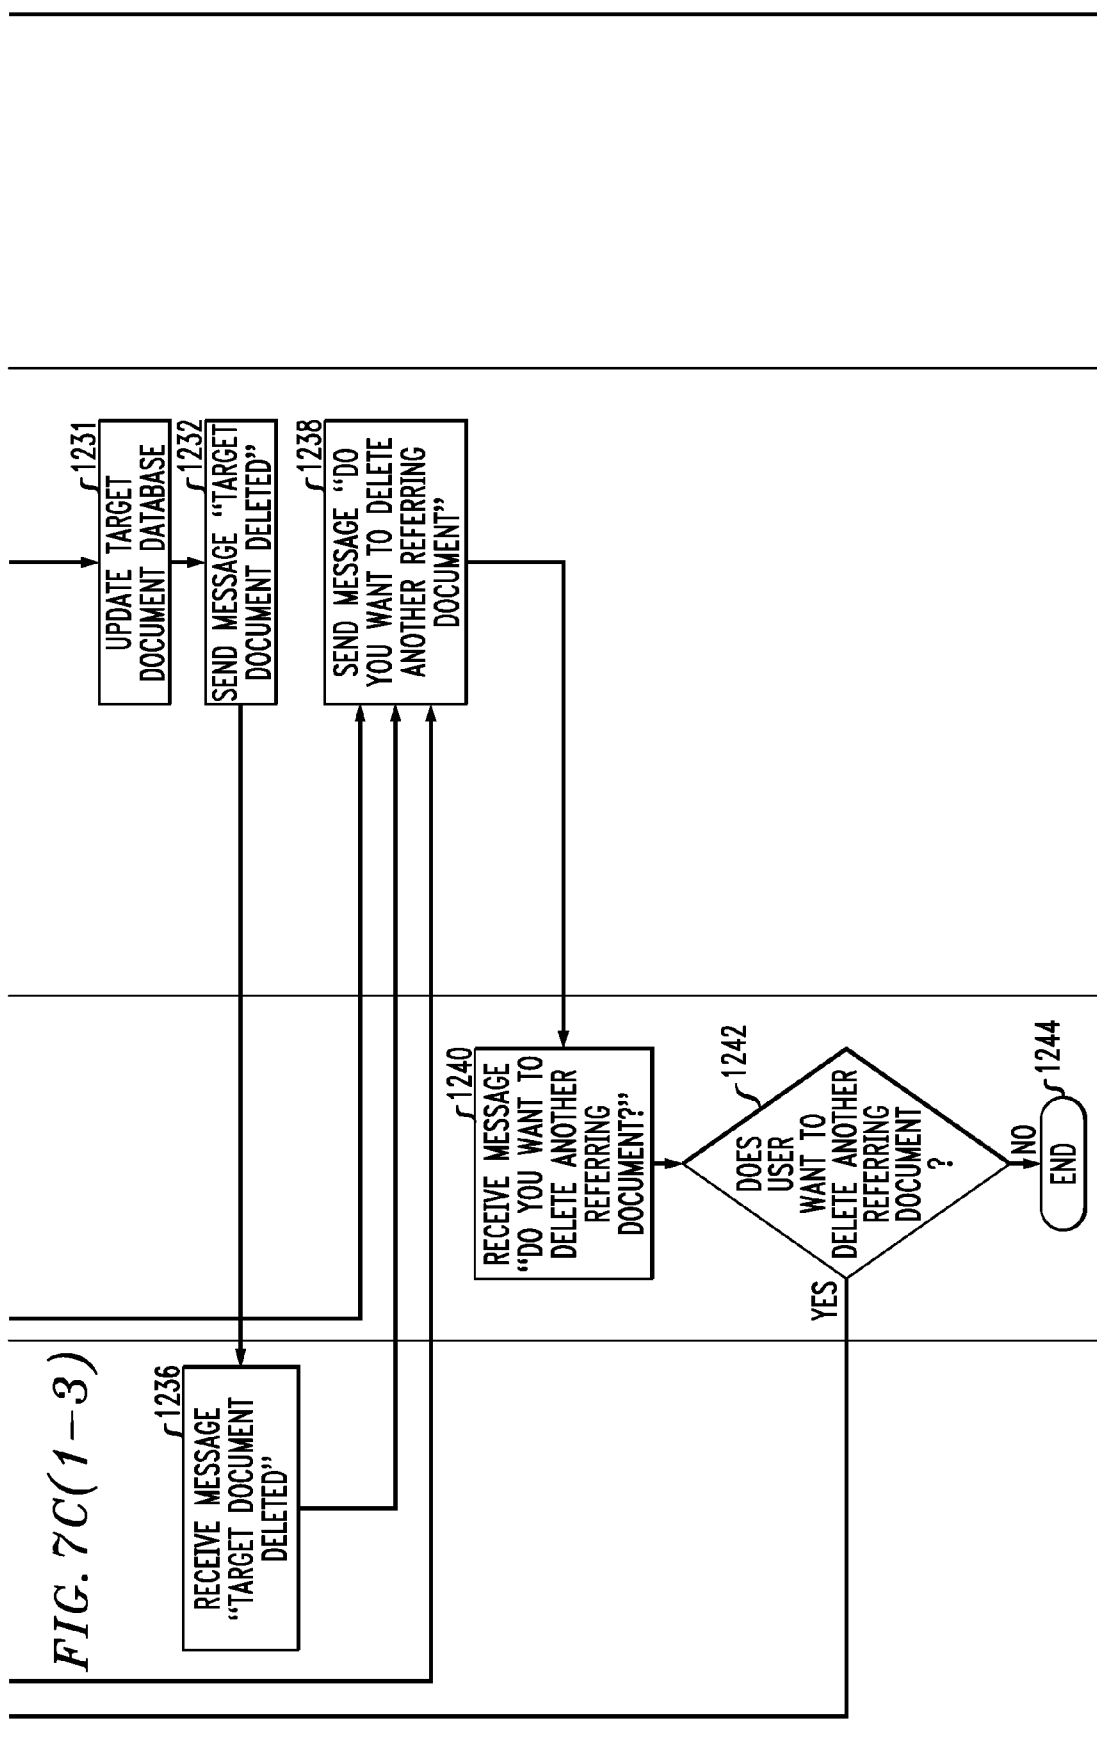 FIG. 7C(1-3)
1231
UPDATE TARGET
DOCUMENT DATABASE
1232
SEND MESSAGE “TARGET
DOCUMENT DELETED”
1236
RECEIVE MESSAGE
“TARGET DOCUMENT
DELETED”
1238
SEND MESSAGE “DO
YOU WANT TO DELETE
ANOTHER REFERRING
DOCUMENT”
1240
RECEIVE MESSAGE
“DO YOU WANT TO
DELETE ANOTHER
REFERRING
DOCUMENT?”
1242
DOES
USER
WANT TO
DELETE ANOTHER
REFERRING
DOCUMENT
?
YES
NO
1244
END